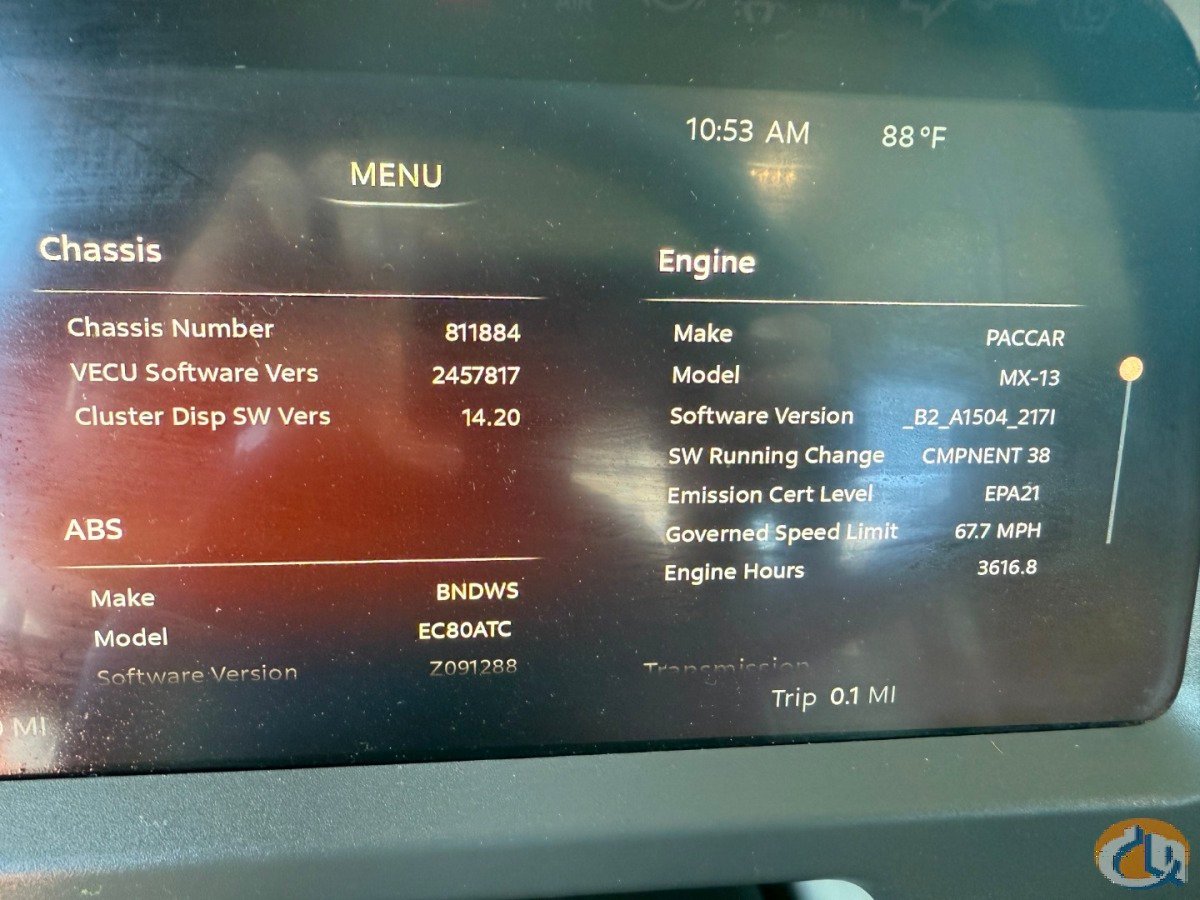 10:53 AM 88°F
MENU
Chassis
Chassis Number 811884
VECU Software Vers 2457817
Cluster Disp SW Vers 14.20
ABS
Make BNDWS
Model EC80ATC
Software Version Z091288
MI
Engine
Make PACCAR
Model MX-13
Software Version _B2_A1504_217I
SW Running Change CMPNENT 38
Emission Cert Level EPA21
Governed Speed Limit 67.7 MPH
Engine Hours 3616.8
Transmission
Trip 0.1 MI